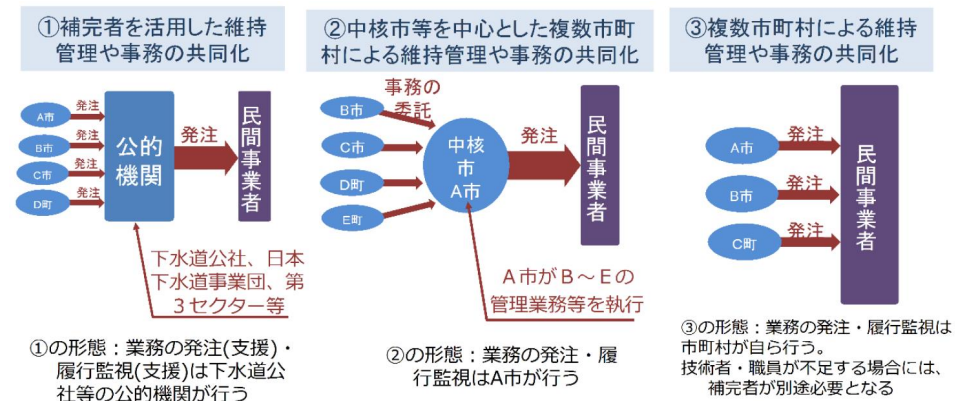 ①補完者を活用した維持
管理や事務の共同化
A市
B市
C市
D町
発注
発注
発注
発注
公的
機関
発注
民間事業者
下水道公社、日本
下水道事業団、第
３セクター等
①の形態：業務の発注(支援)・
履行監視(支援)は下水道公
社等の公的機関が行う
②中核市等を中心とした複数市町
村による維持管理や事務の共同化
事務の
委託
B市
C市
D町
E町
中核
市
A市
発注
民間事業者
Ａ市がＢ～Ｅの
管理業務等を執行
②の形態：業務の発注・履
行監視はA市が行う
③複数市町村による維持
管理や事務の共同化
A市
B市
C町
発注
発注
発注
民間事業者
③の形態：業務の発注・履行監視は
市町村が自ら行う。
技術者・職員が不足する場合には、
補完者が別途必要となる